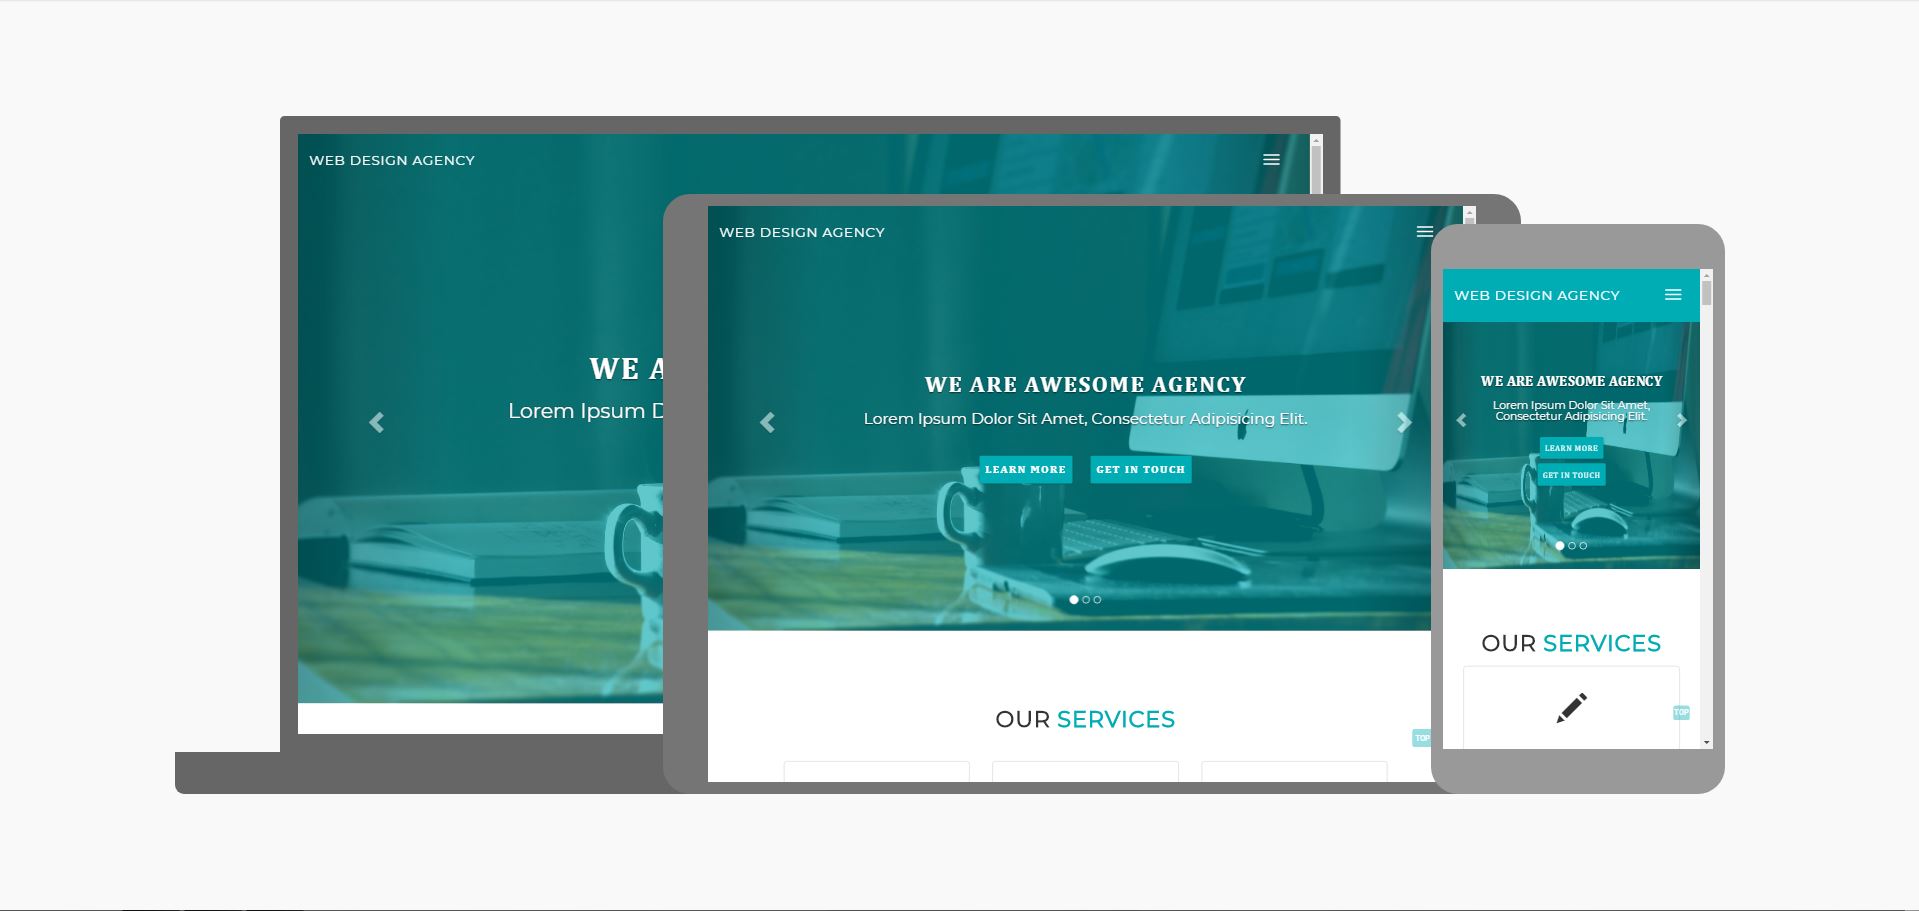 WEB DESIGN AGENCY
WE A
Lorem Ipsum D
WEB DESIGN AGENCY
WE ARE AWESOME AGENCY
Lorem Ipsum Dolor Sit Amet, Consectetur Adipisicing Elit.
LEARN MORE
GET IN TOUCH
OUR SERVICES
TOP
WEB DESIGN AGENCY
WE ARE AWESOME AGENCY
Lorem Ipsum Dolor Sit Amet,
Consectetur Adipisicing Elit.
LEARN MORE
GET IN TOUCH
OUR SERVICES
TOP